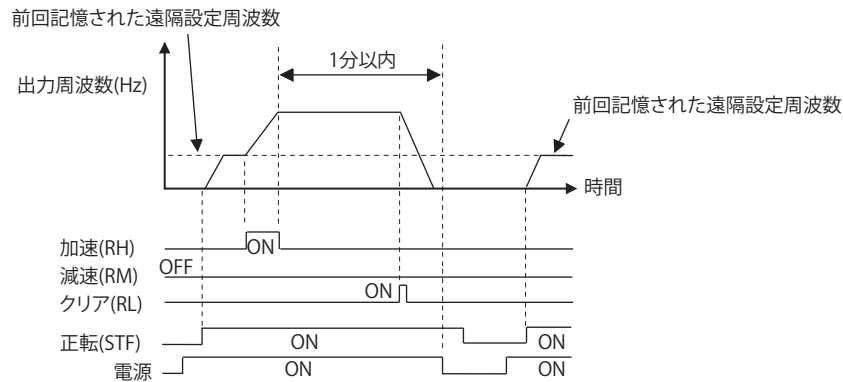 前回記憶された遠隔設定周波数
1分以内
出力周波数(Hz)
前回記憶された遠隔設定周波数
時間
加速(RH)
ON
減速(RM)
OFF
クリア(RL)
ON
正転(STF)
ON
ON
電源
ON
ON